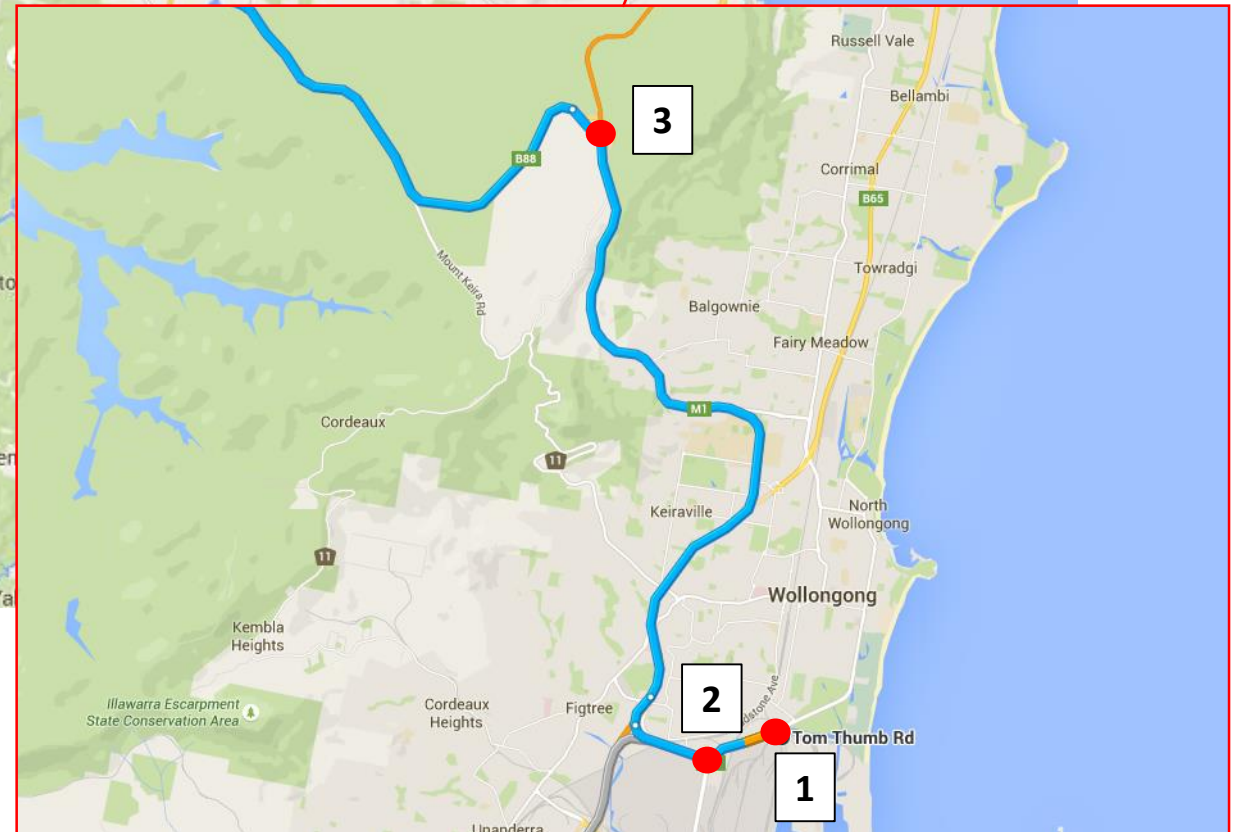 Russell Vale
Bellambi
3
B88
Corrimal
B65
Mount Keira Rd
Towradgi
Balgownie
Fairy Meadow
M1
Cordeaux
11
Keiraville
North
Wollongong
11
Wollongong
Kembla
Heights
2
Illawarra Escarpment
State Conservation Area
Cordeaux
Heights
Figtree
Tom Thumb Rd
1
Unanderra